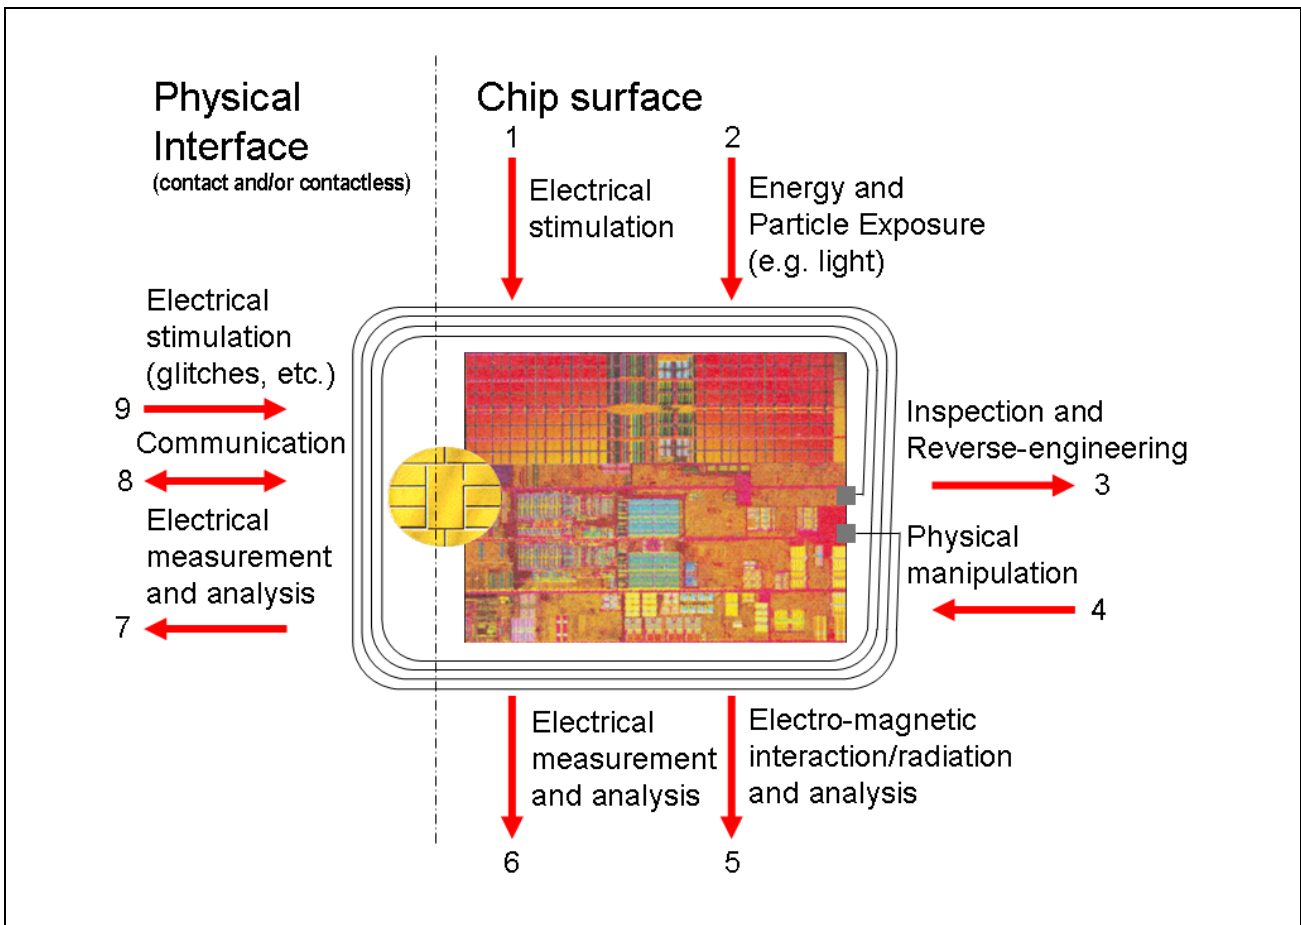 Physical
Interface
(contact and/or contactless)
Chip surface
1
2
Electrical
stimulation
Energy and
Particle Exposure
(e.g. light)
Electrical
stimulation
(glitches, etc.)
9
Communication
8
Electrical
measurement
and analysis
7
Inspection and
Reverse-engineering
3
Physical
manipulation
4
Electrical
measurement
and analysis
6
Electro-magnetic
interaction/radiation
and analysis
5